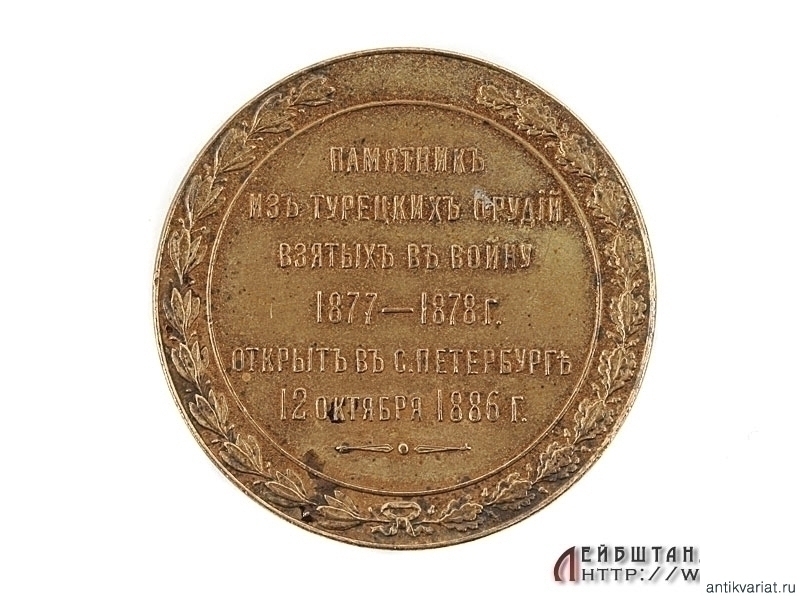 ПАМЯТНИКЪ
ИЗЪ ТУРЕЦКИХЪ ОРУДІЙ
ВЗЯТЫХЪ ВЪ ВОЙНУ
1877—1878 Г.
ОТКРЫТЪ ВЪ С. ПЕТЕРБУРГѢ
12 ОКТЯБРЯ 1886 Г.
ЛЕЙБШТАН
HTTP://W
antikvariat.ru